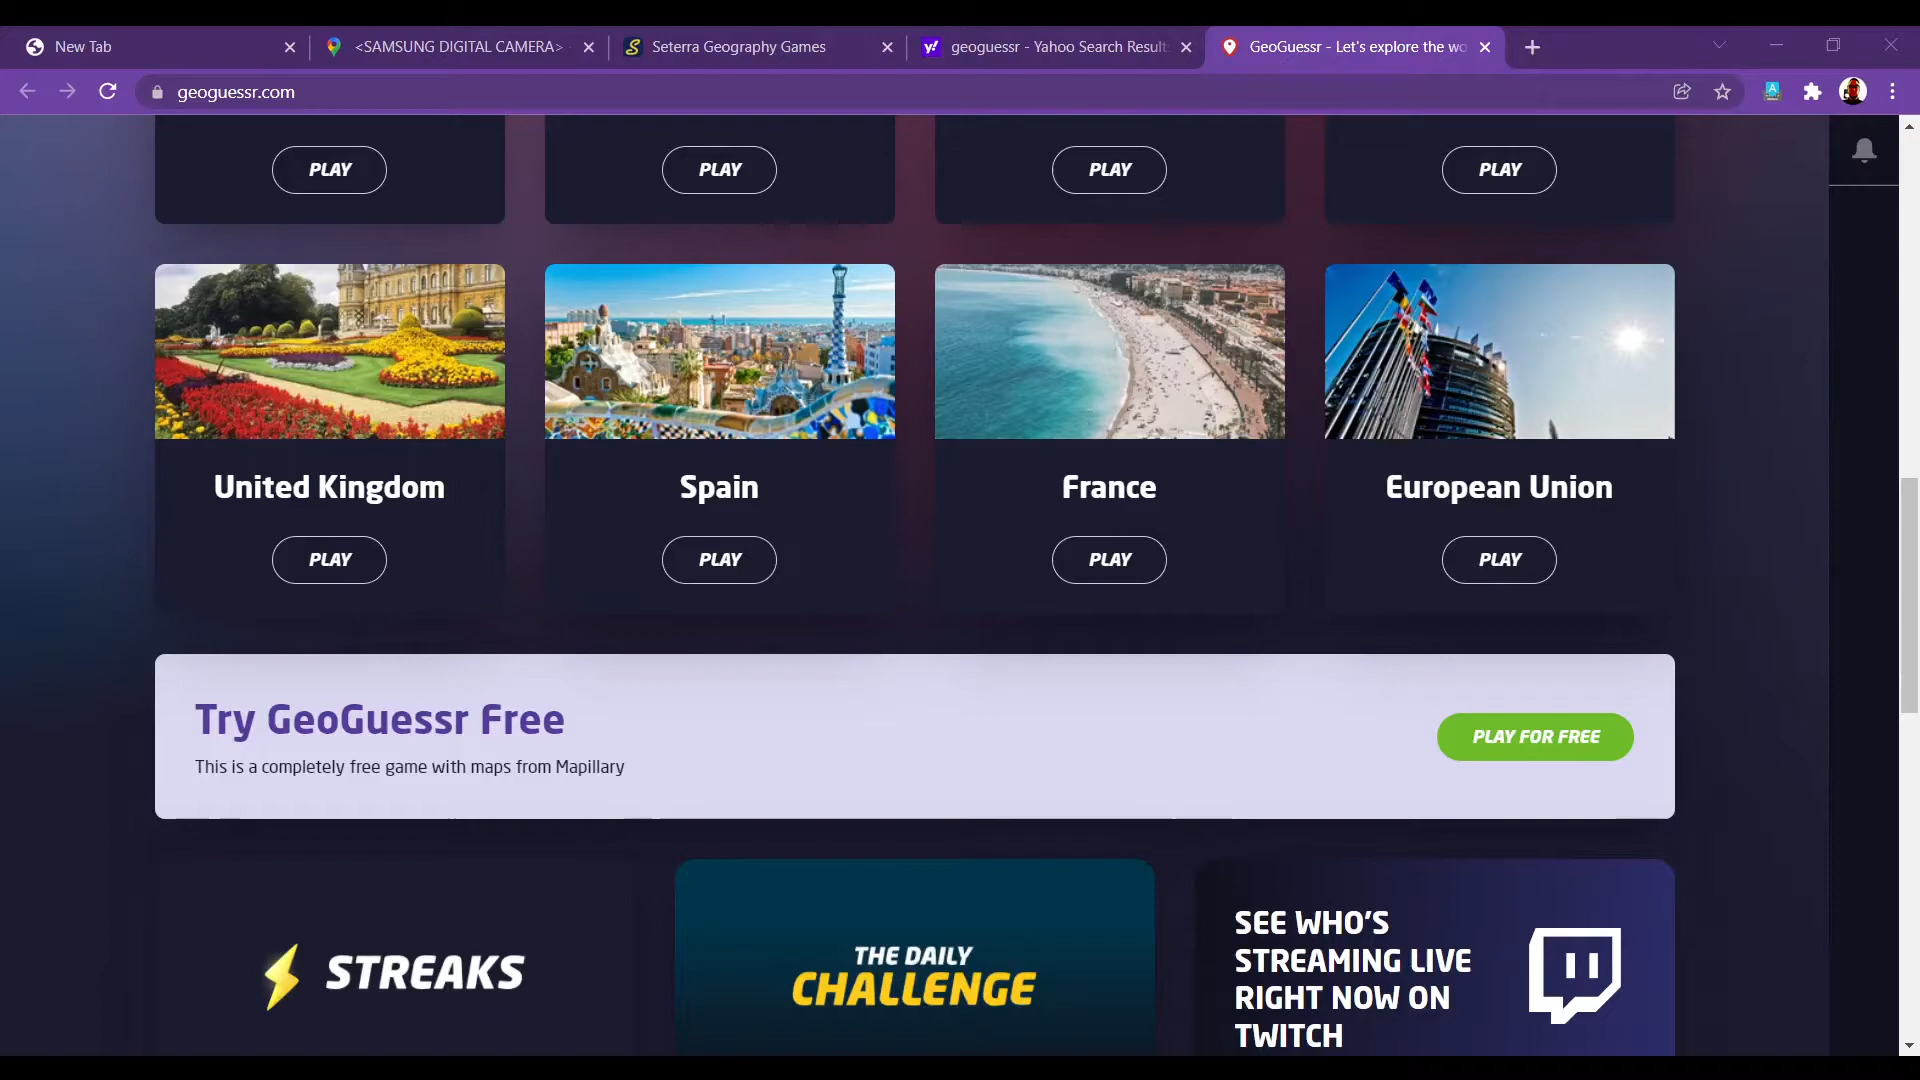 New Tab
<SAMSUNG DIGITAL CAMERA>
Seterra Geography Games
geoguessr - Yahoo Search Result
GeoGuessr - Let's explore the wo
geoguessr.com
PLAY PLAY PLAY PLAY
United Kingdom Spain France European Union
PLAY PLAY PLAY PLAY
Try GeoGuessr Free
This is a completely free game with maps from Mapillary
PLAY FOR FREE
STREAKS
THE DAILY
CHALLENGE
SEE WHO'S
STREAMING LIVE
RIGHT NOW ON
TWITCH